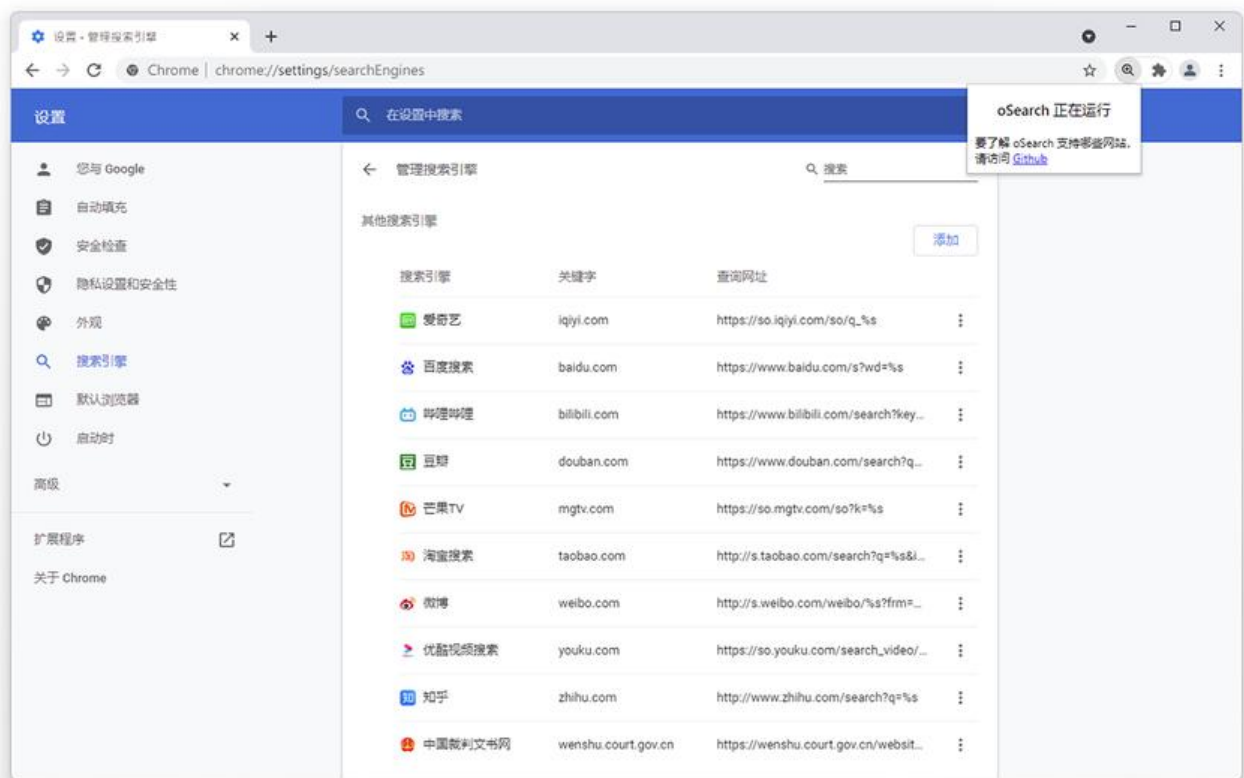 设置 - 管理搜索引擎
Chrome | chrome://settings/searchEngines
设置
在设置中搜索
oSearch 正在运行
要了解 oSearch 支持哪些网站，
请访问 Github
您与 Google
自动填充
安全检查
隐私设置和安全性
外观
搜索引擎
默认浏览器
启动时
高级
扩展程序
关于 Chrome
管理搜索引擎
搜索
其他搜索引擎
添加
搜索引擎 关键字 查询网址
爱奇艺 iqiyi.com https://so.iqiyi.com/so/q_%s
百度搜索 baidu.com https://www.baidu.com/s?wd=%s
哔哩哔哩 bilibili.com https://www.bilibili.com/search?key...
豆瓣 douban.com https://www.douban.com/search?q...
芒果TV mgtv.com https://so.mgtv.com/so?k=%s
淘宝搜索 taobao.com http://s.taobao.com/search?q=%s&i...
微博 weibo.com http://s.weibo.com/weibo/%s?frm=...
优酷视频搜索 youku.com https://so.youku.com/search_video/...
知乎 zhihu.com http://www.zhihu.com/search?q=%s
中国裁判文书网 wenshu.court.gov.cn https://wenshu.court.gov.cn/websit...